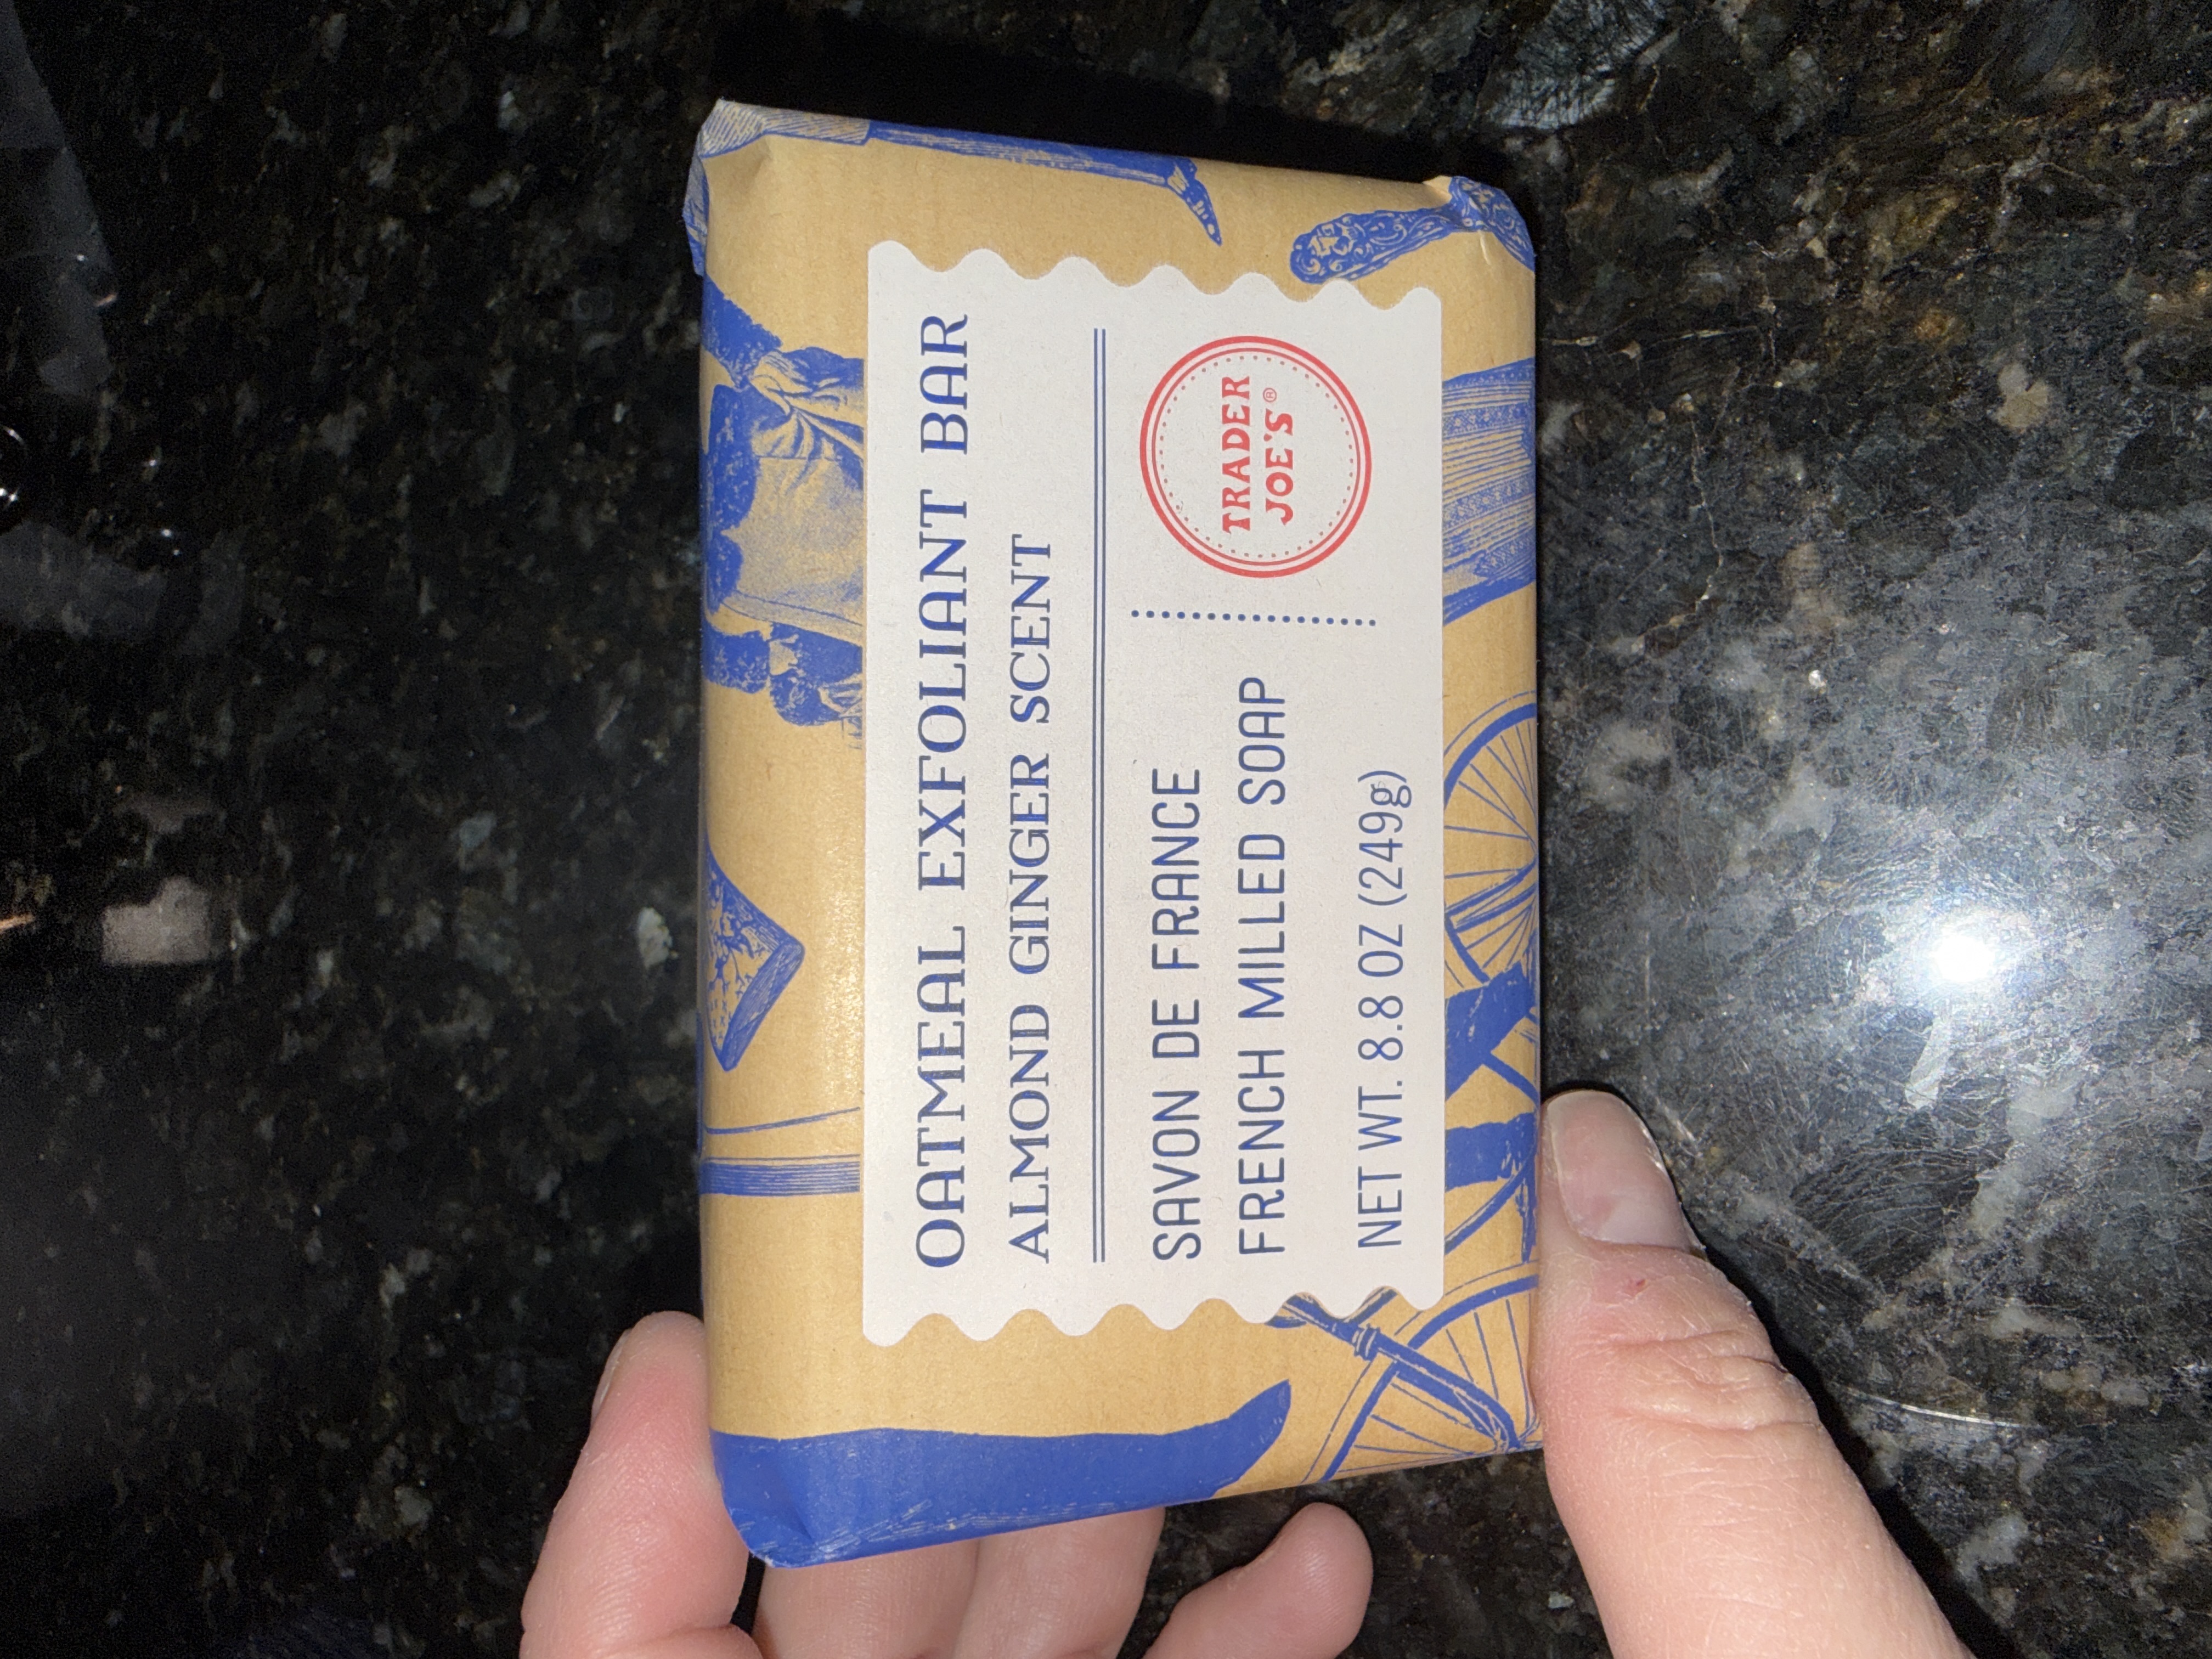 OATMEAL EXFOLIANT BAR
ALMOND GINGER SCENT
SAVON DE FRANCE
FRENCH MILLED SOAP
NET WT. 8.8 OZ (249g)
TRADER
JOE'S®